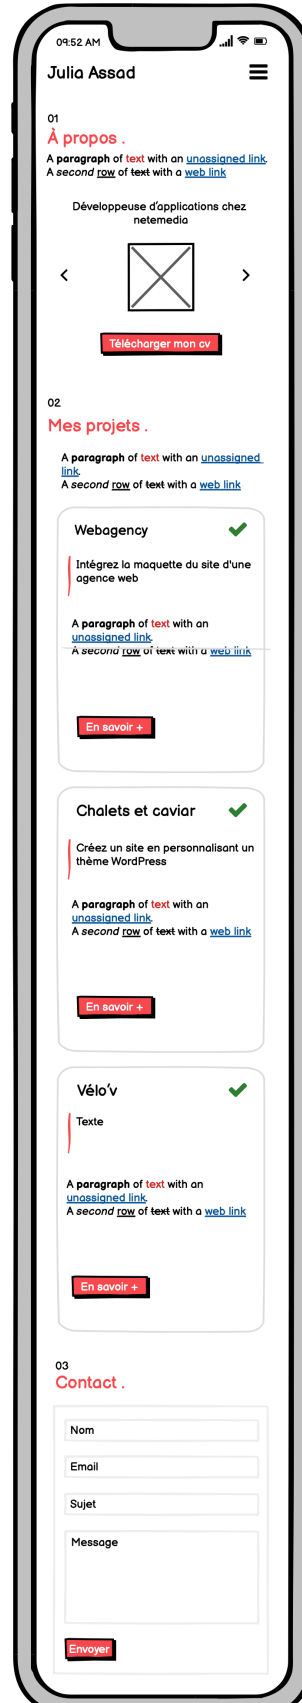 09:52 AM
Julia Assad
01
À propos .
A paragraph of text with an unassigned link.
A second row of text with a web link
Développeuse d'applications chez
netemedia
Télécharger mon cv
02
Mes projets .
A paragraph of text with an unassigned
link.
A second row of text with a web link
Webagency
Intégrez la maquette du site d'une
agence web
A paragraph of text with an
unassigned link.
A second row of text with a web link
En savoir +
Chalets et caviar
Créez un site en personnalisant un
thème WordPress
A paragraph of text with an
unassigned link.
A second row of text with a web link
En savoir +
Vélo'v
Texte
A paragraph of text with an
unassigned link.
A second row of text with a web link
En savoir +
03
Contact .
Nom
Email
Sujet
Message
Envoyer